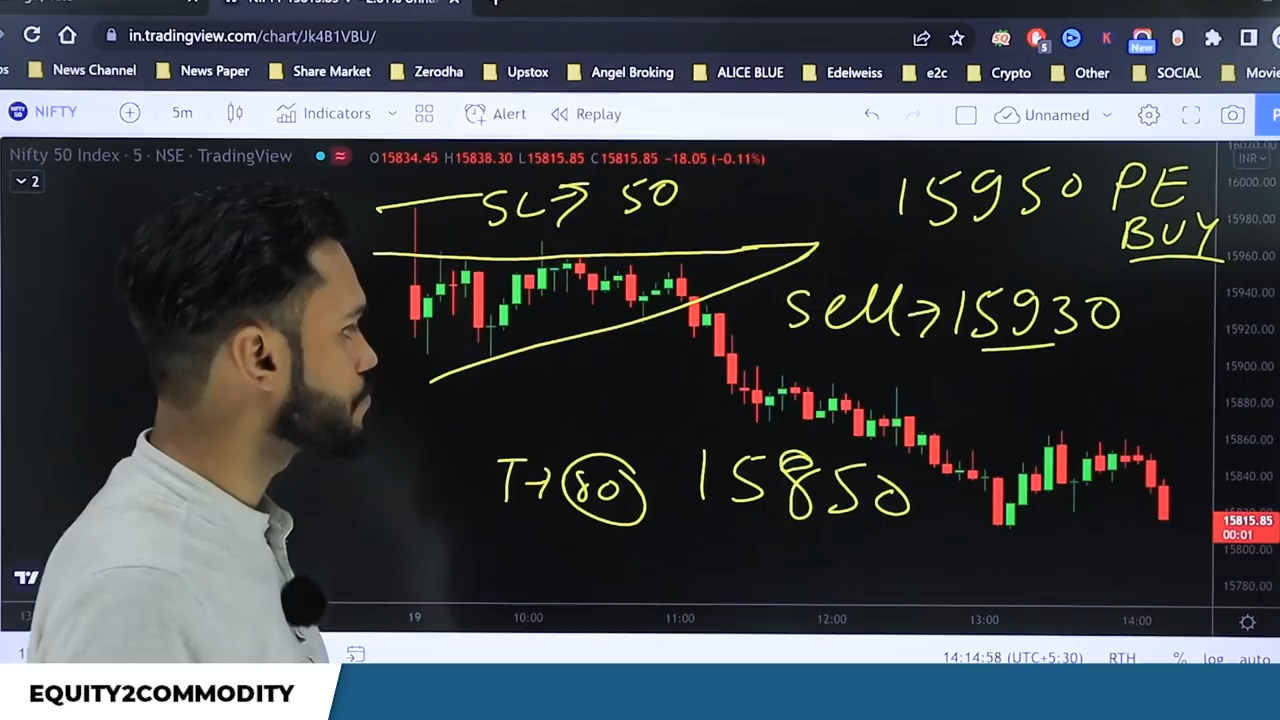 in.tradingview.com/chart/Jk4B1VBU/
5
New
News Channel News Paper Share Market Zerodha Upstox Angel Broking ALICE BLUE Edelweiss e2c Crypto Other SOCIAL Movie
NIFTY 5m Indicators Alert Replay Unnamed
Nifty 50 Index · 5 · NSE · TradingView O15834.45 H15838.30 L15815.85 C15815.85 −18.05 (−0.11%)
INR
2
SL → 50
15950 PE
BUY
Sell → 15930
T → 80 15850
16000.00
15980.00
15960.00
15940.00
15920.00
15900.00
15880.00
15860.00
15840.00
15815.85
00:01
15800.00
15780.00
19 10:00 11:00 12:00 13:00 14:00
14:14:58 (UTC+5:30) RTH % log auto
EQUITY2COMMODITY